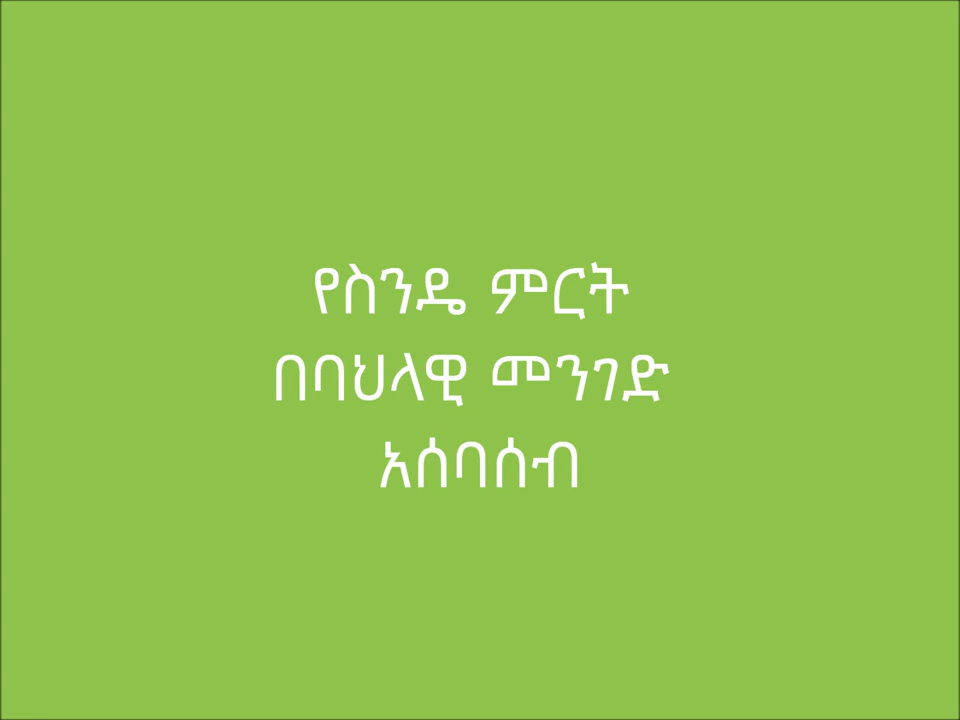 የስንዴ ምርት
በባህላዊ መንገድ
አሰባሰብ